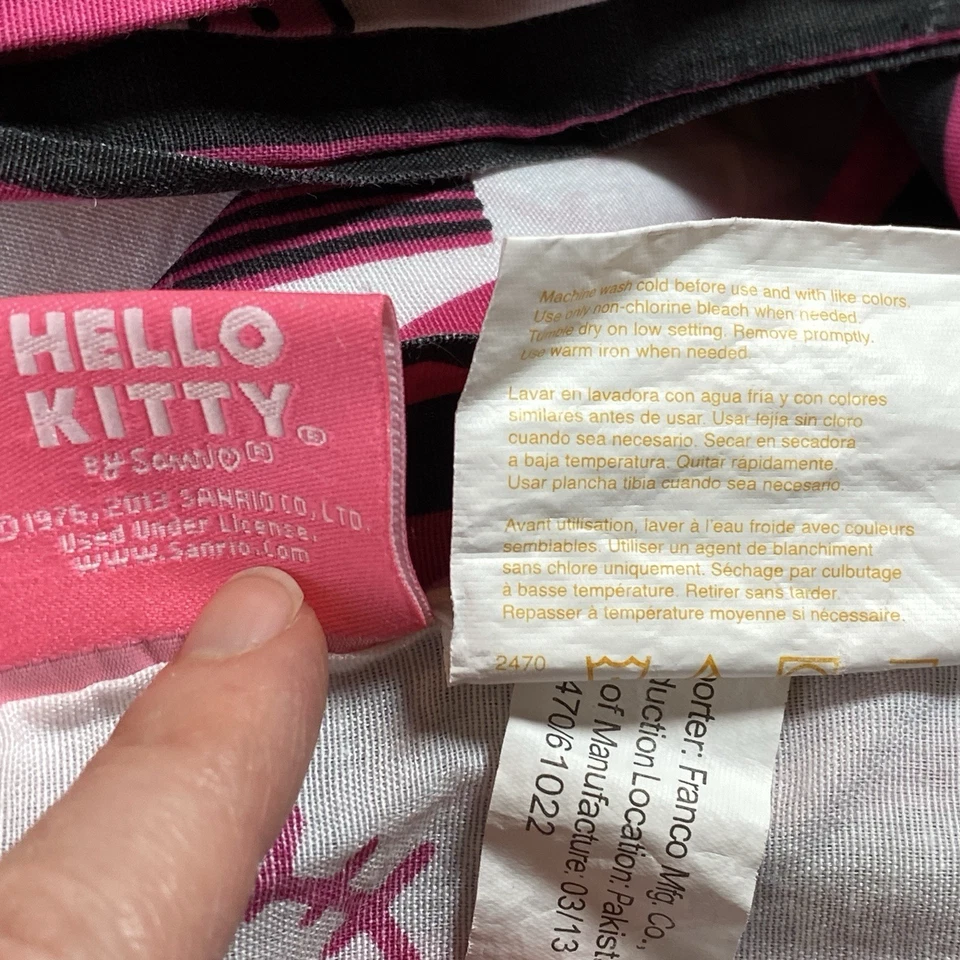 HELLO
KITTY®
by Sanrio ®
©1976, 2013 SANRIO CO., LTD.
Used Under License.
www.sanrio.com
Machine wash cold before use and with like colors.
Use only non-chlorine bleach when needed.
Tumble dry on low setting. Remove promptly.
Use warm iron when needed.
Lavar en lavadora con agua fria y con colores
similares antes de usar. Usar lejía sin cloro
cuando sea necesario. Secar en secadora
a baja temperatura. Quitar rápidamente.
Usar plancha tibia cuando sea necesario.
Avant utilisation, laver à l'eau froide avec couleurs
semblables. Utiliser un agent de blanchiment
sans chlore uniquement. Séchage par culbutage
à basse température. Retirer sans tarder.
Repasser à température moyenne si nécessaire.
2470
orter: Franco Mfg. Co.,
duction Location: Pakist
of Manufacture: 03/13
470/61022